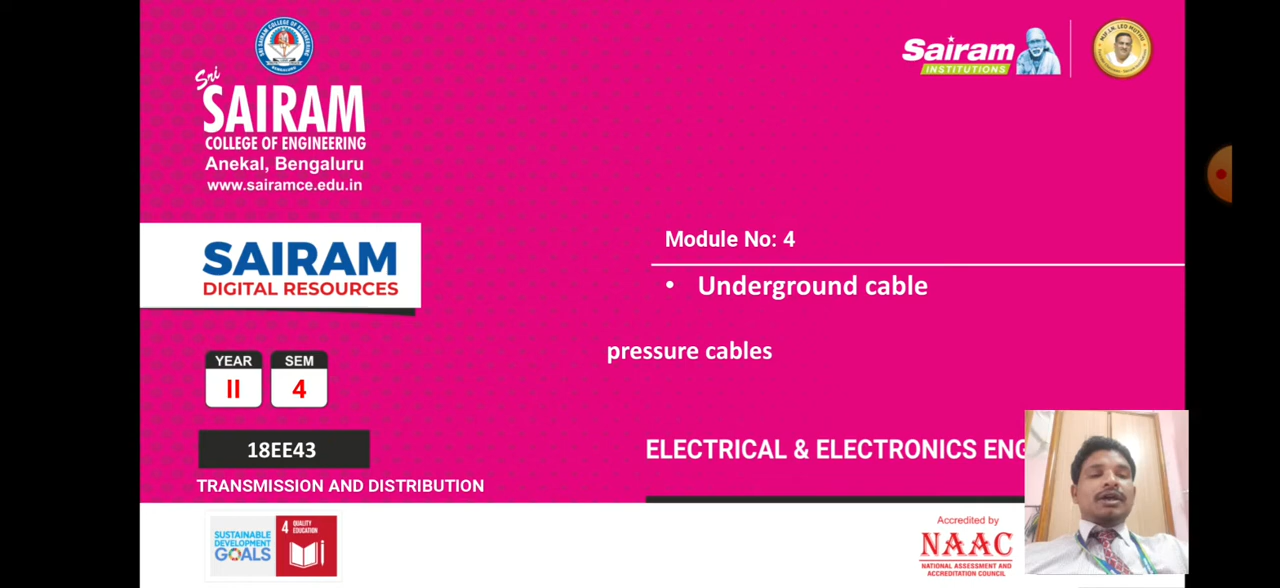 Sri
SAIRAM
COLLEGE OF ENGINEERING
Anekal, Bengaluru
www.sairamce.edu.in
Sairam
INSTITUTIONS
SAIRAM
DIGITAL RESOURCES
Module No: 4
• Underground cable
pressure cables
YEAR
II
SEM
4
18EE43
TRANSMISSION AND DISTRIBUTION
ELECTRICAL & ELECTRONICS ENG
SUSTAINABLE
DEVELOPMENT
GOALS
4 QUALITY
EDUCATION
Accredited by
NAAC
NATIONAL ASSESSMENT AND
ACCREDITATION COUNCIL